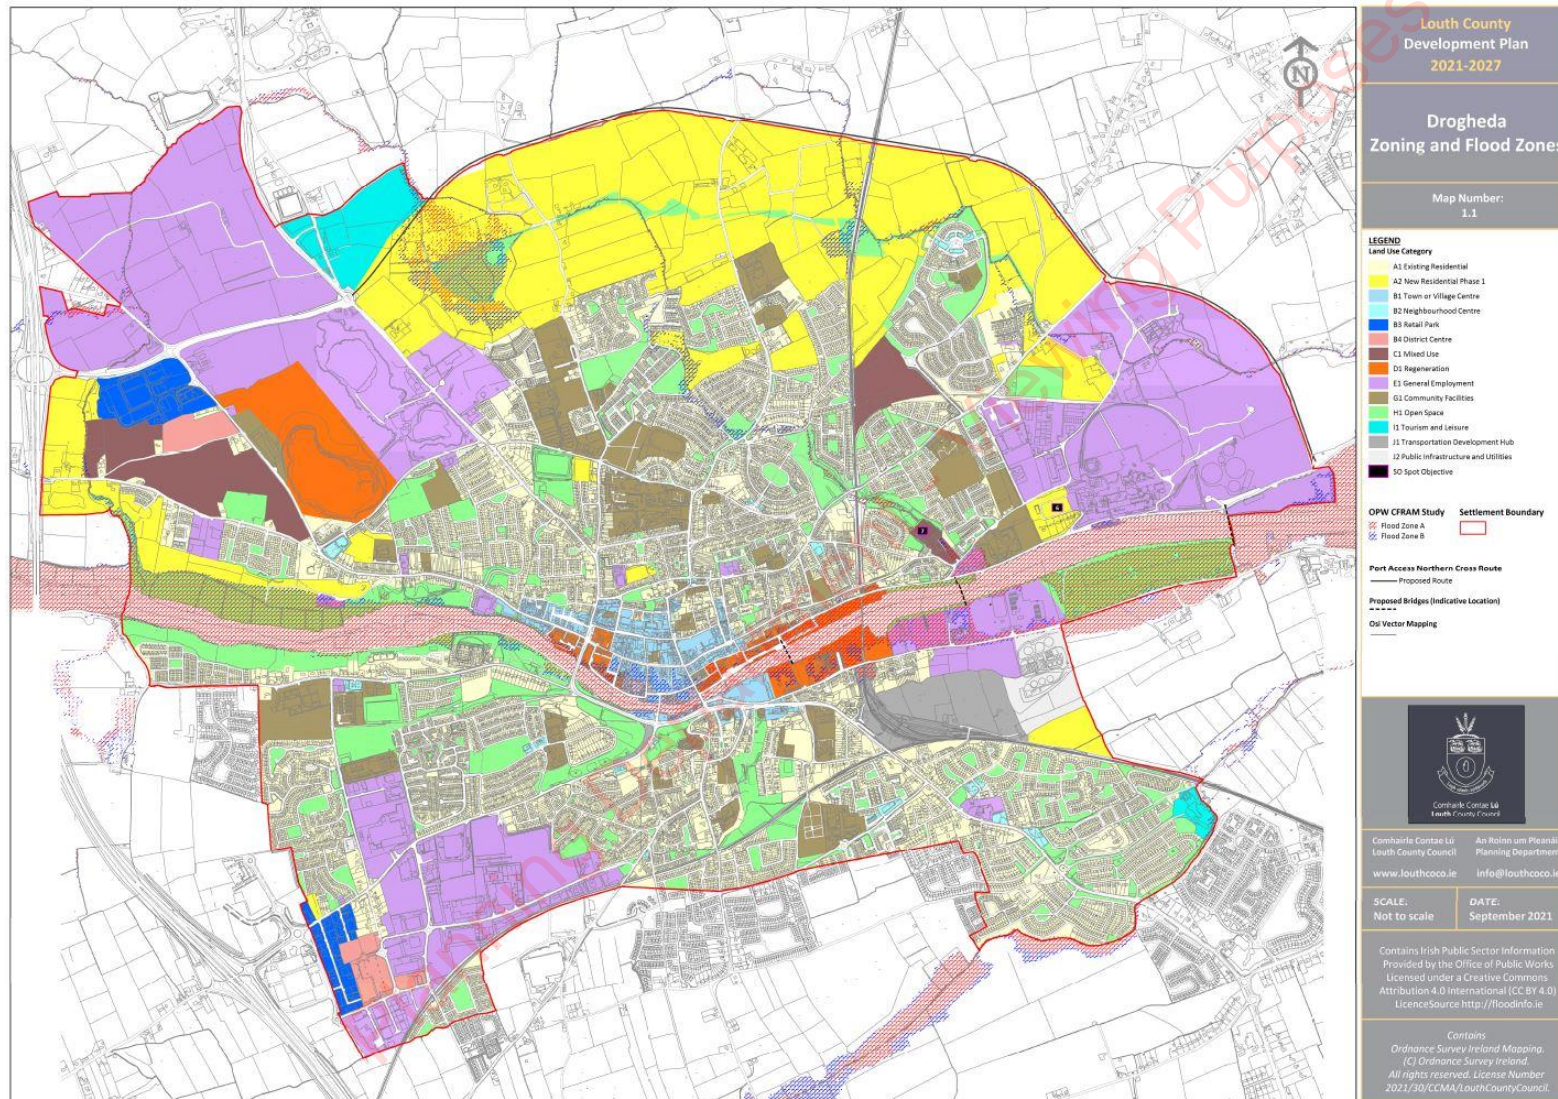 Louth County
Development Plan
2021-2027
Drogheda
Zoning and Flood Zones
Map Number:
1.1
LEGEND
Land Use Category
A1 Existing Residential
A2 New Residential Phase 1
B1 Town or Village Centre
B2 Neighbourhood Centre
B3 Retail Park
B4 District Centre
C1 Mixed Use
D1 Regeneration
E1 General Employment
G1 Community Facilities
H1 Open Space
I1 Tourism and Leisure
J1 Transportation Development Hub
J2 Public Infrastructure and Utilities
SO Spot Objective
OPW CFRAM Study
Flood Zone A
Flood Zone B
Settlement Boundary
Port Access Northern Cross Route
Proposed Route
Proposed Bridges (Indicative Location)
Osi Vector Mapping
Comhairle Contae Lú
Louth County Council
Comhairle Contae Lú
Louth County Council
www.louthcoco.ie
An Roinn um Pleanái
Planning Department
info@louthcoco.ie
SCALE:
Not to scale
DATE:
September 2021
Contains Irish Public Sector Information
Provided by the Office of Public Works
Licensed under a Creative Commons
Attribution 4.0 International (CC BY 4.0)
LicenceSource http://floodinfo.ie
Contains
Ordnance Survey Ireland Mapping.
(C) Ordnance Survey Ireland.
All rights reserved. License Number
2021/30/CCMA/LouthCountyCouncil.
N
6
7
Viewing Purposes